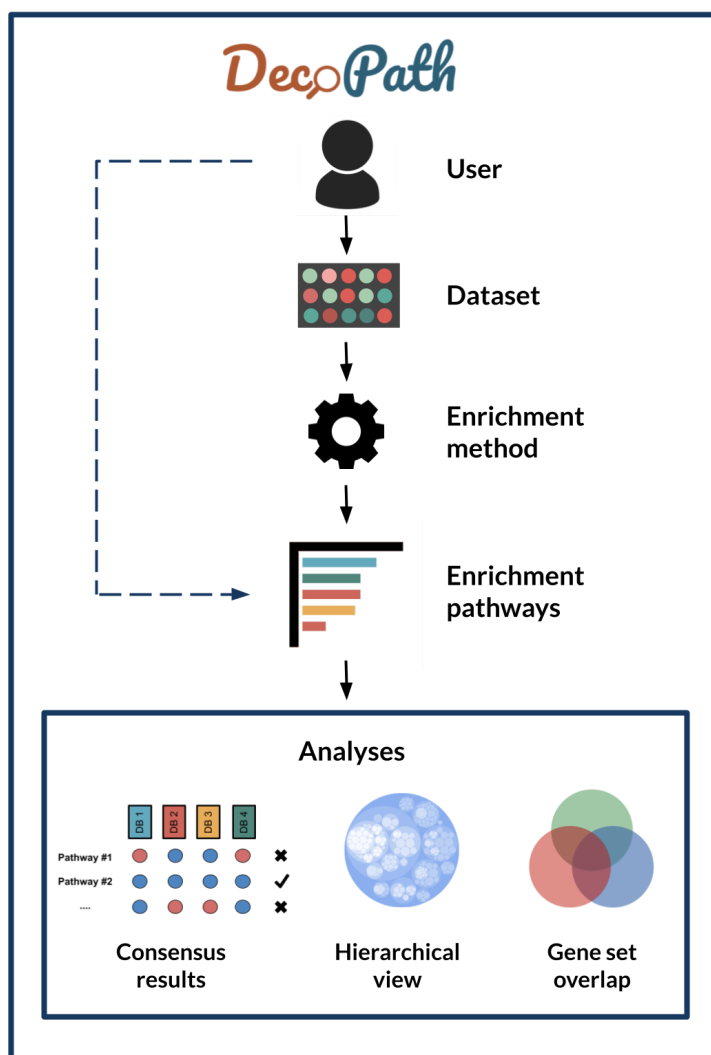 DecoPath
User
Dataset
Enrichment
method
Enrichment
pathways
Analyses
DB 1
DB 2
DB 3
DB 4
Pathway #1
Pathway #2
....
Consensus
results
Hierarchical
view
Gene set
overlap